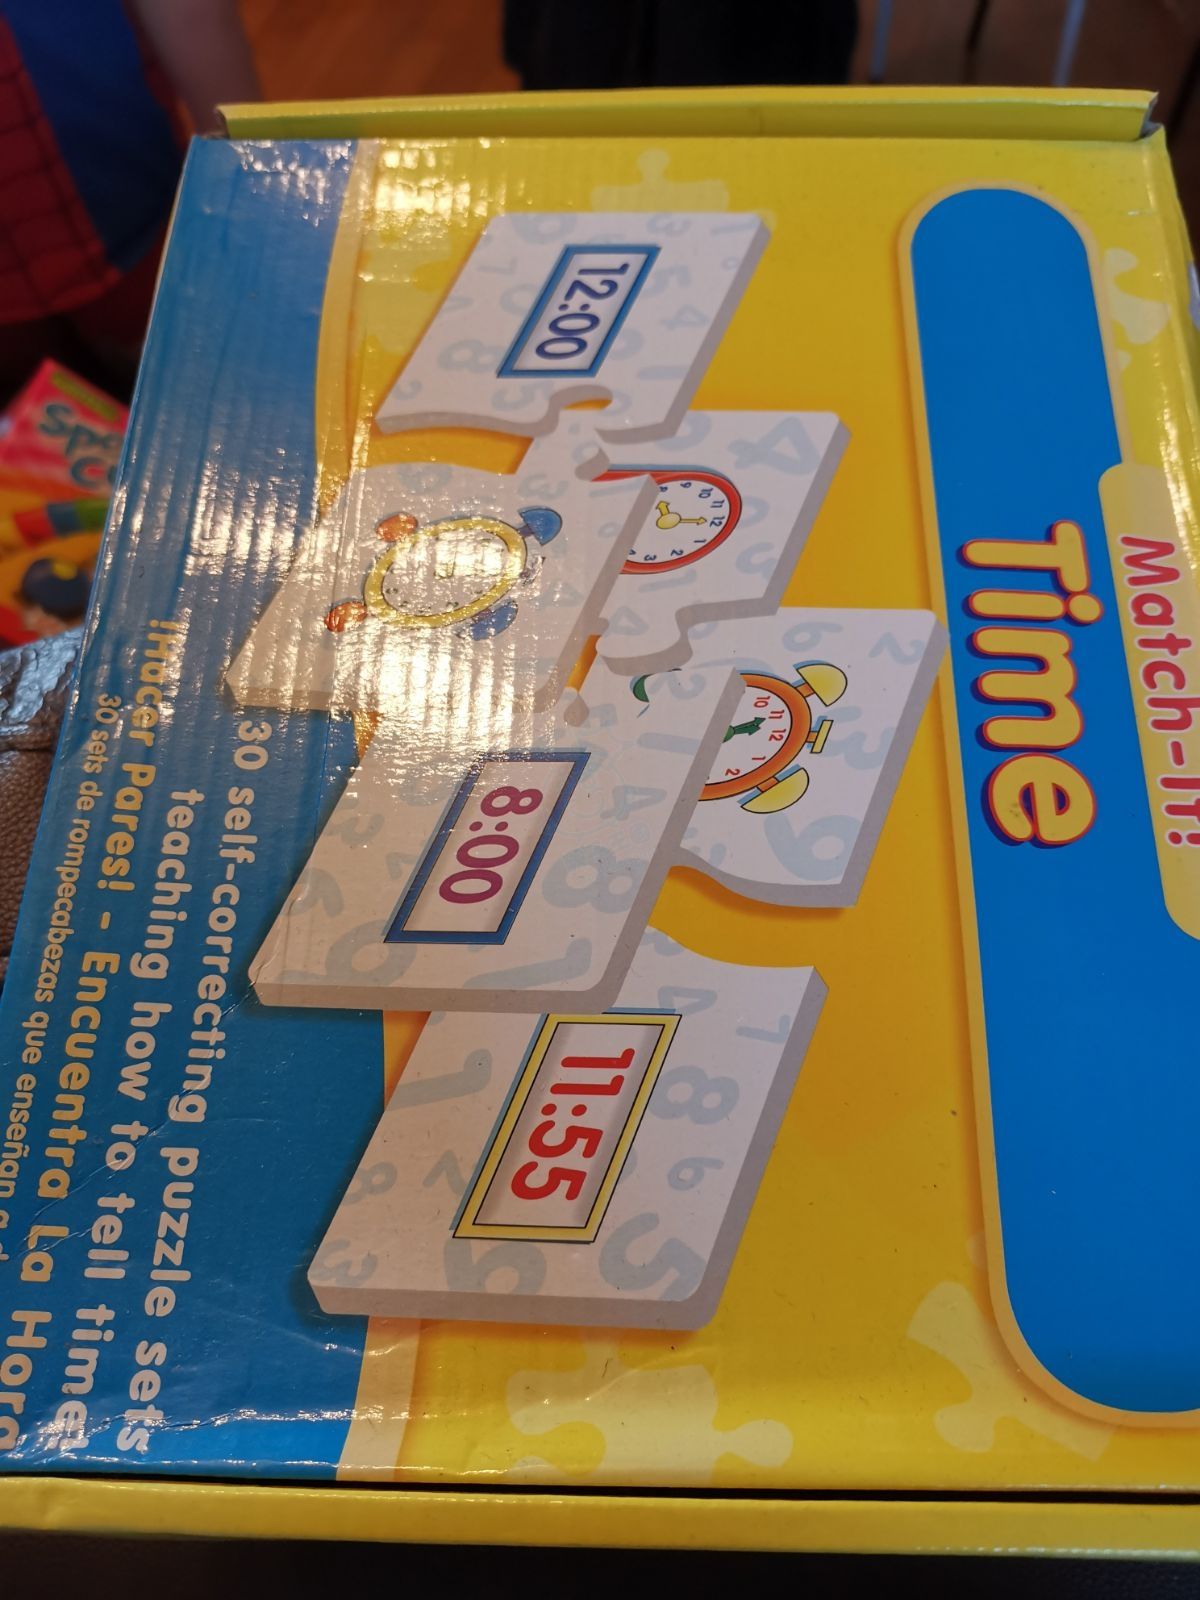 Match-It!
Time
12:00
8:00
11:55
30 self-correcting puzzle sets
teaching how to tell time!
¡Hacer Pares! - Encuentra La Hora
30 sets de rompecabezas que enseñan a